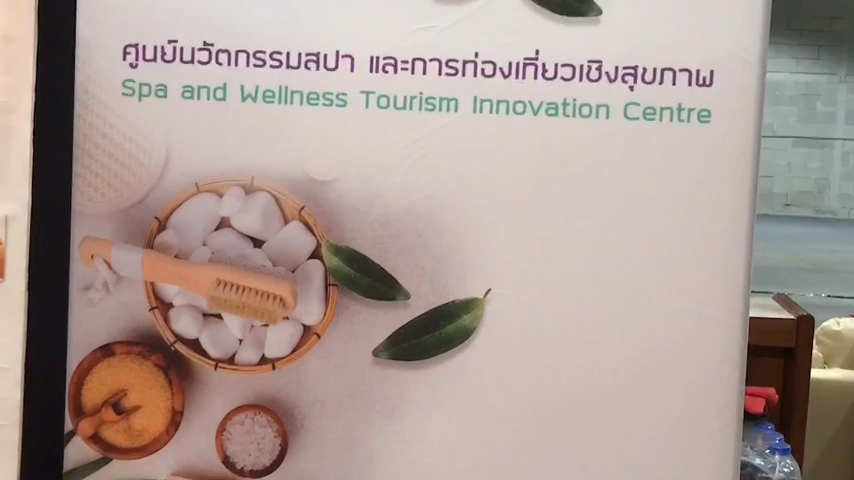 ศูนย์นวัตกรรมสปา และการท่องเที่ยวเชิงสุขภาพ
Spa and Wellness Tourism Innovation Centre